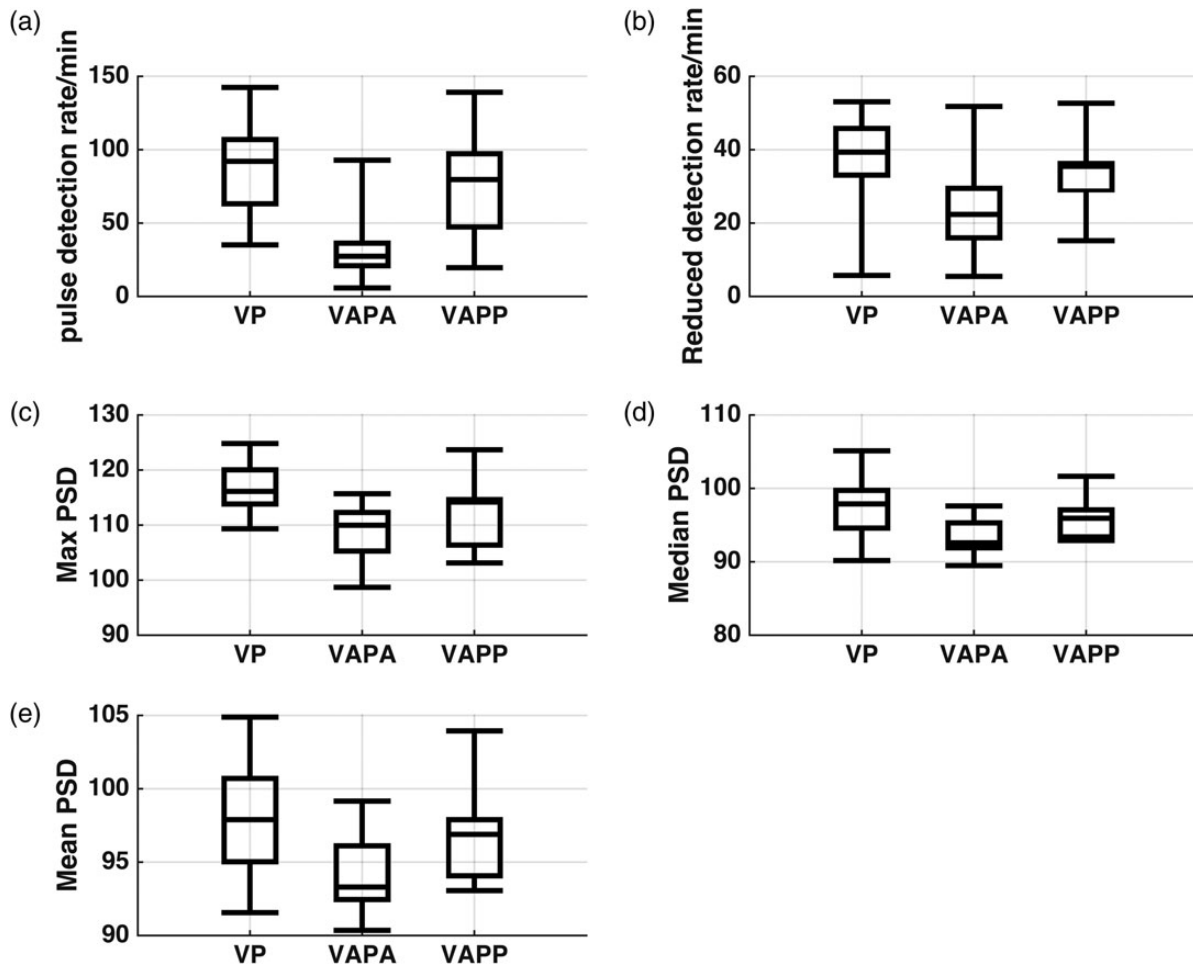 (a)
pulse detection rate/min
150
100
50
0
VP VAPA VAPP
(b)
Reduced detection rate/min
60
40
20
0
VP VAPA VAPP
(c)
Max PSD
130
120
110
100
90
VP VAPA VAPP
(d)
Median PSD
110
100
90
80
VP VAPA VAPP
(e)
Mean PSD
105
100
95
90
VP VAPA VAPP